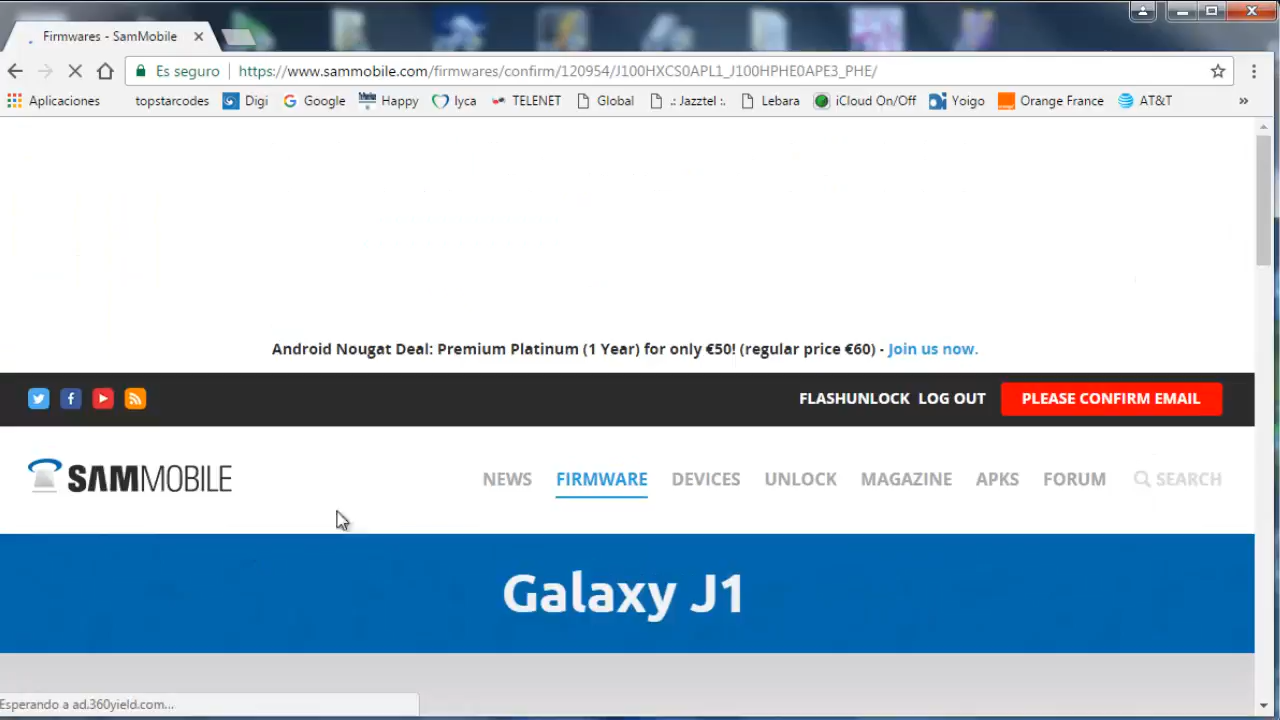 Firmwares - SamMobile
Es seguro https://www.sammobile.com/firmwares/confirm/120954/J100HXCS0APL1_J100HPHE0APE3_PHE/
Aplicaciones topstarcodes Digi Google Happy lyca TELENET Global .: Jazztel :. Lebara iCloud On/Off Yoigo Orange France AT&T »
Android Nougat Deal: Premium Platinum (1 Year) for only €50! (regular price €60) - Join us now.
FLASHUNLOCK LOG OUT PLEASE CONFIRM EMAIL
SAMMOBILE NEWS FIRMWARE DEVICES UNLOCK MAGAZINE APKS FORUM SEARCH
Galaxy J1
Esperando a ad.360yield.com...